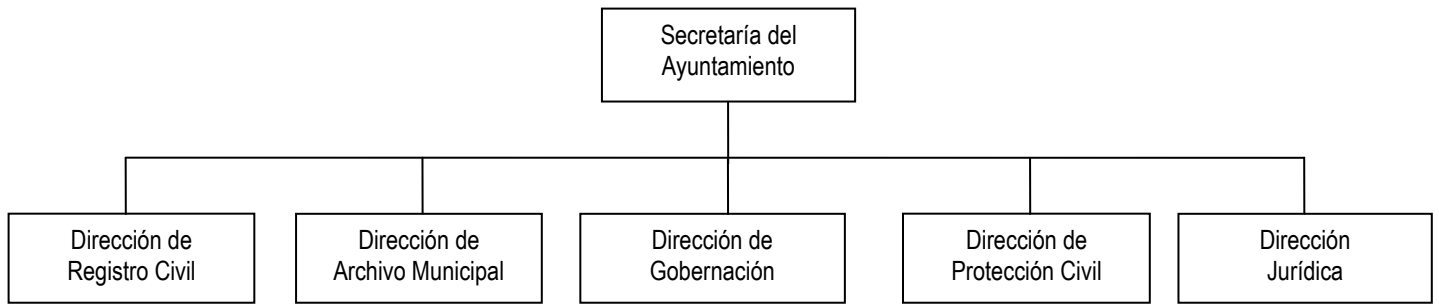 Secretaría del
Ayuntamiento
Dirección de
Registro Civil
Dirección de
Archivo Municipal
Dirección de
Gobernación
Dirección de
Protección Civil
Dirección
Jurídica